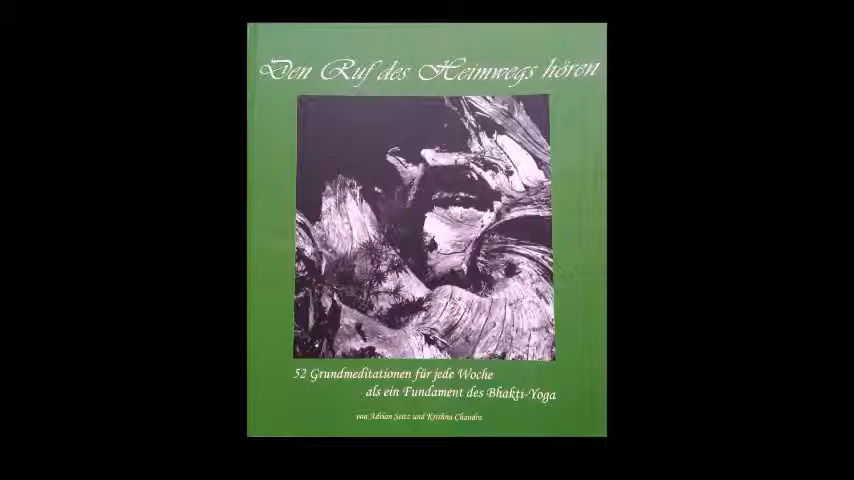 Den Ruf des Heimwegs hören
52 Grundmeditationen für jede Woche
als ein Fundament des Bhakti-Yoga
von Adrian Seitz und Krishna Chandra